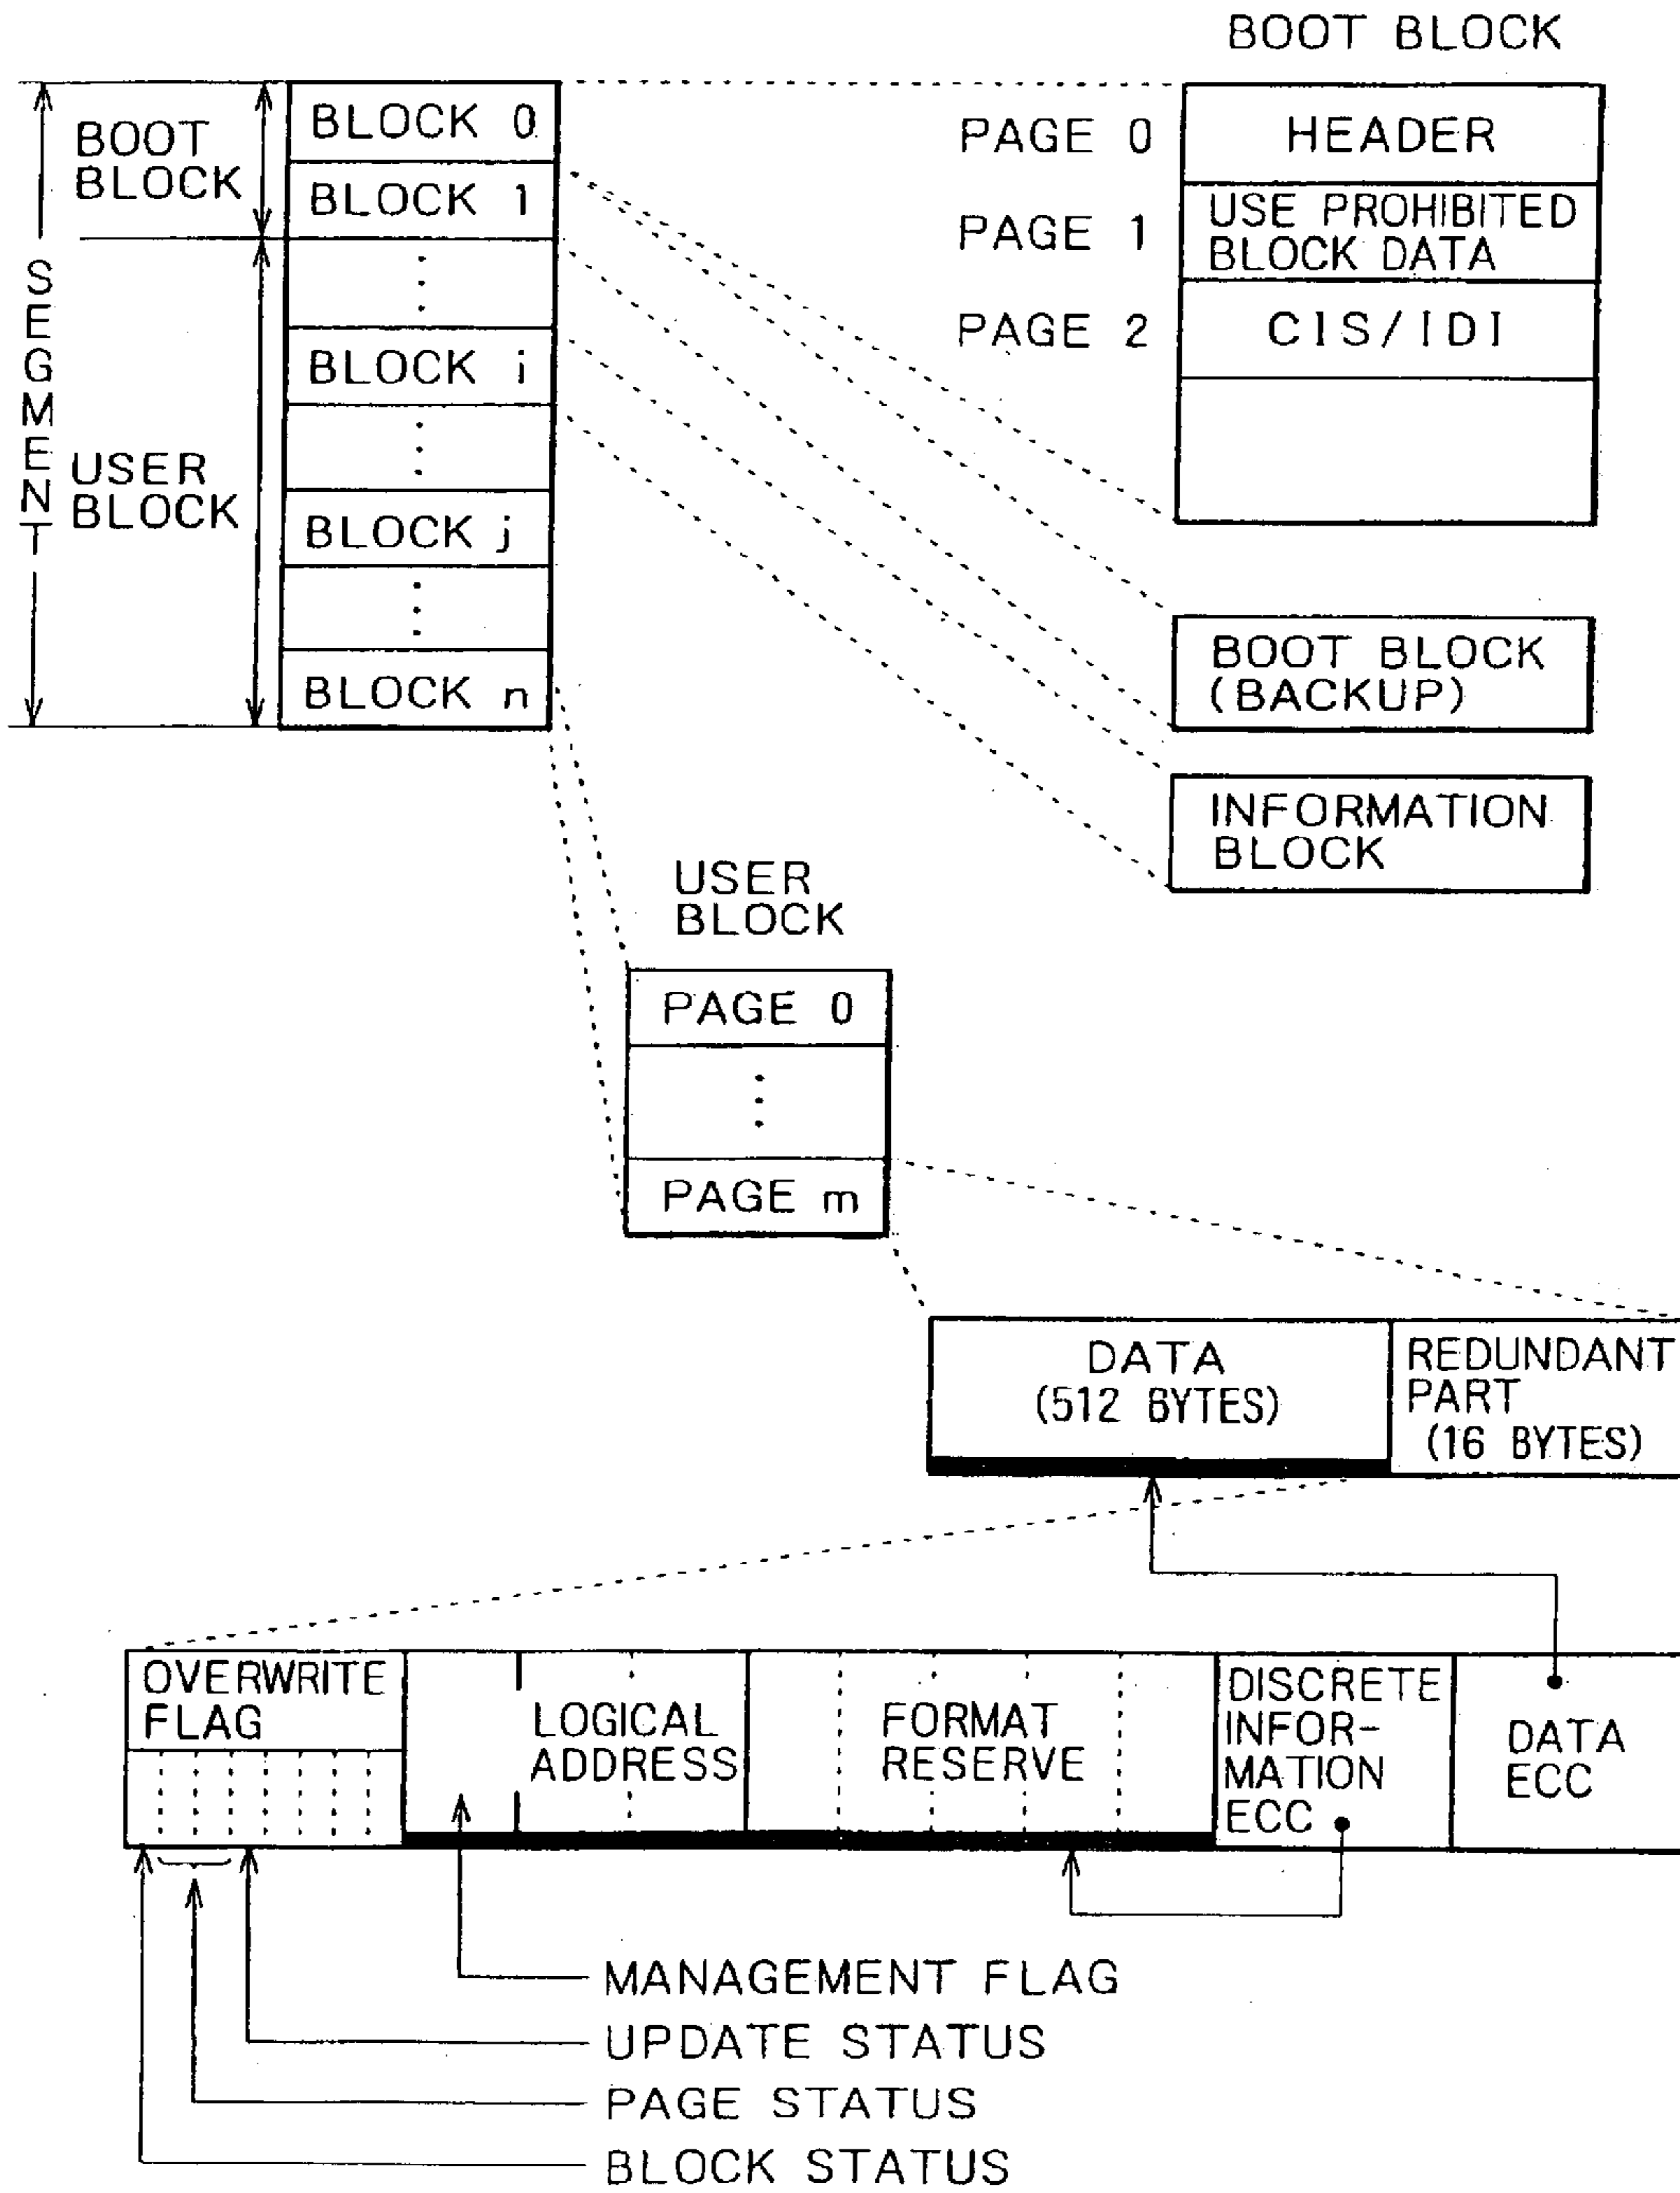 BOOT BLOCK
SEGMENT
BOOT
BLOCK
USER
BLOCK
BLOCK 0
BLOCK 1
BLOCK i
BLOCK j
BLOCK n
PAGE 0
HEADER
PAGE 1
USE PROHIBITED
BLOCK DATA
PAGE 2
CIS/IDI
BOOT BLOCK
(BACKUP)
INFORMATION
BLOCK
USER
BLOCK
PAGE 0
PAGE m
DATA
(512 BYTES)
REDUNDANT
PART
(16 BYTES)
OVERWRITE
FLAG
LOGICAL
ADDRESS
FORMAT
RESERVE
DISCRETE
INFOR-
MATION
ECC
DATA
ECC
MANAGEMENT FLAG
UPDATE STATUS
PAGE STATUS
BLOCK STATUS